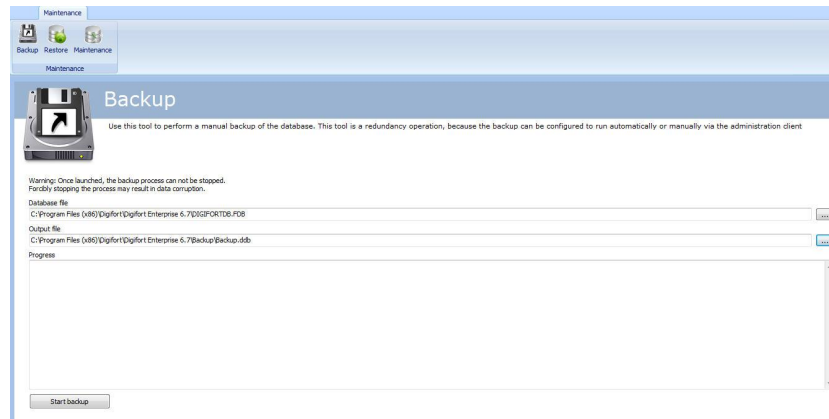 Maintenance
Backup Restore Maintenance
Maintenance
Backup
Use this tool to perform a manual backup of the database. This tool is a redundancy operation, because the backup can be configured to run automatically or manually via the administration client
Warning: Once launched, the backup process can not be stopped.
Forcibly stopping the process may result in data corruption.
Database file
C:\Program Files (x86)\Digifort\Digifort Enterprise 6.7\DIGIFORTDB.FDB
...
Output file
C:\Program Files (x86)\Digifort\Digifort Enterprise 6.7\Backup\Backup.ddb
...
Progress
Start backup